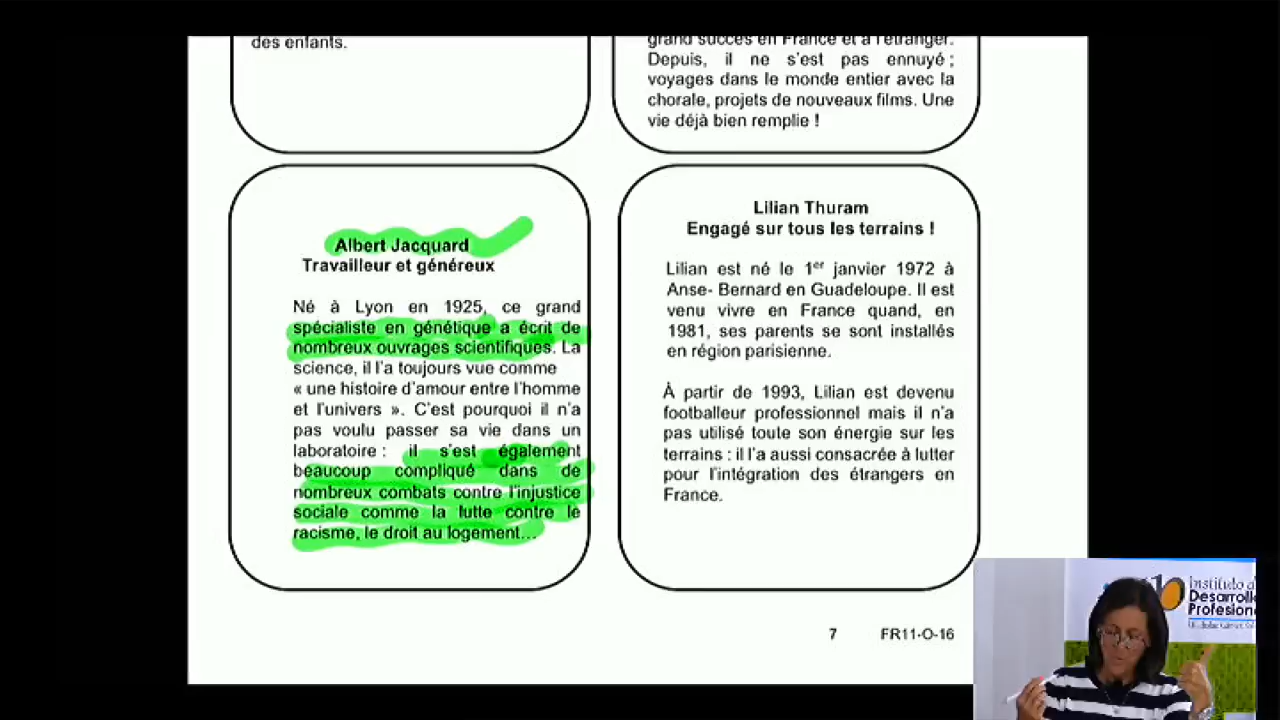 des enfants.
grand succès en France et à l'étranger.
Depuis, il ne s'est pas ennuyé ;
voyages dans le monde entier avec la
chorale, projets de nouveaux films. Une
vie déjà bien remplie !
Albert Jacquard
Travailleur et généreux
Né à Lyon en 1925, ce grand
spécialiste en génétique a écrit de
nombreux ouvrages scientifiques. La
science, il l'a toujours vue comme
« une histoire d'amour entre l'homme
et l'univers ». C'est pourquoi il n'a
pas voulu passer sa vie dans un
laboratoire : il s'est également
beaucoup compliqué dans de
nombreux combats contre l'injustice
sociale comme la lutte contre le
racisme, le droit au logement...
Lilian Thuram
Engagé sur tous les terrains !
Lilian est né le 1er janvier 1972 à
Anse- Bernard en Guadeloupe. Il est
venu vivre en France quand, en
1981, ses parents se sont installés
en région parisienne.
À partir de 1993, Lilian est devenu
footballeur professionnel mais il n'a
pas utilisé toute son énergie sur les
terrains : il l'a aussi consacrée à lutter
pour l'intégration des étrangers en
France.
7 FR11-O-16
Instituto d
Desarroll
Profesion